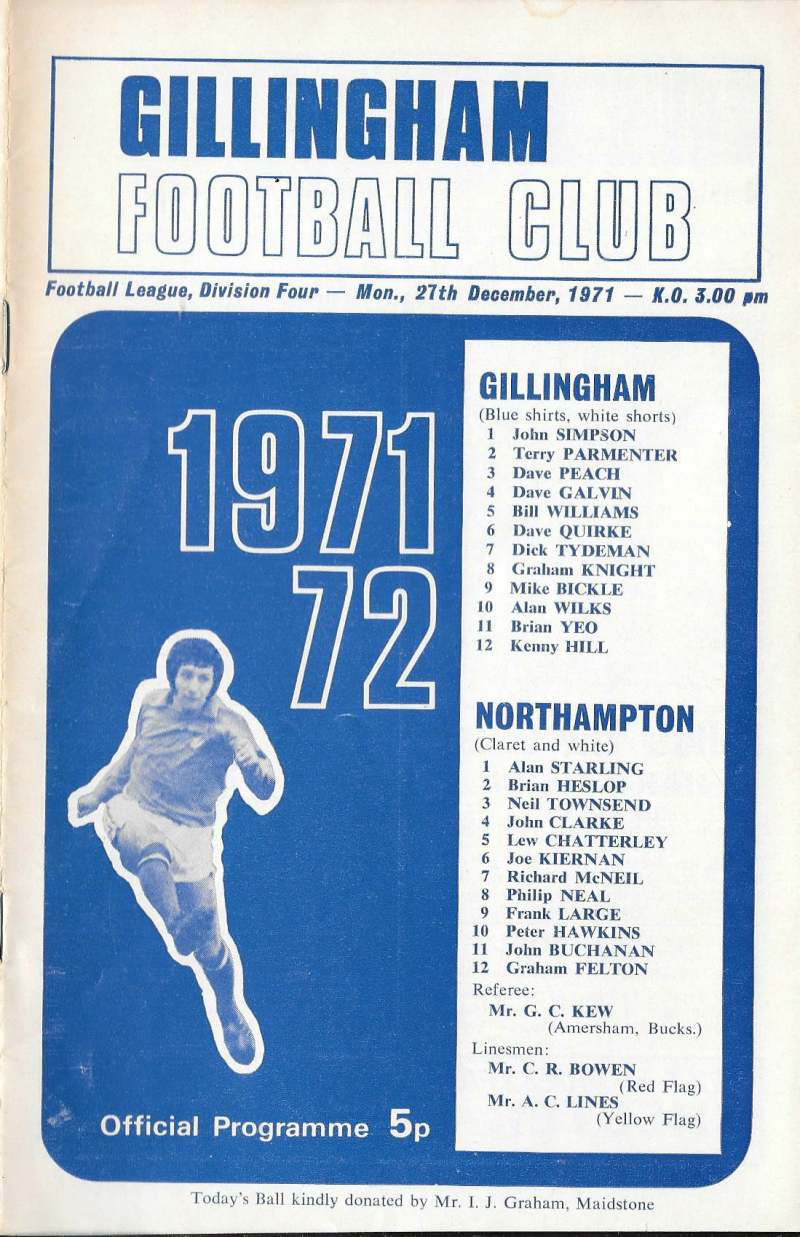 GILLINGHAM
FOOTBALL CLUB
Football League, Division Four — Mon., 27th December, 1971 — K.O. 3.00 pm
1971
72
GILLINGHAM
(Blue shirts, white shorts)
1 John SIMPSON
2 Terry PARMENTER
3 Dave PEACH
4 Dave GALVIN
5 Bill WILLIAMS
6 Dave QUIRKE
7 Dick TYDEMAN
8 Graham KNIGHT
9 Mike BICKLE
10 Alan WILKS
11 Brian YEO
12 Kenny HILL
NORTHAMPTON
(Claret and white)
1 Alan STARLING
2 Brian HESLOP
3 Neil TOWNSEND
4 John CLARKE
5 Lew CHATTERLEY
6 Joe KIERNAN
7 Richard McNEIL
8 Philip NEAL
9 Frank LARGE
10 Peter HAWKINS
11 John BUCHANAN
12 Graham FELTON
Referee:
Mr. G. C. KEW
(Amersham, Bucks.)
Linesmen:
Mr. C. R. BOWEN
(Red Flag)
Mr. A. C. LINES
(Yellow Flag)
Official Programme 5p
Today's Ball kindly donated by Mr. I. J. Graham, Maidstone